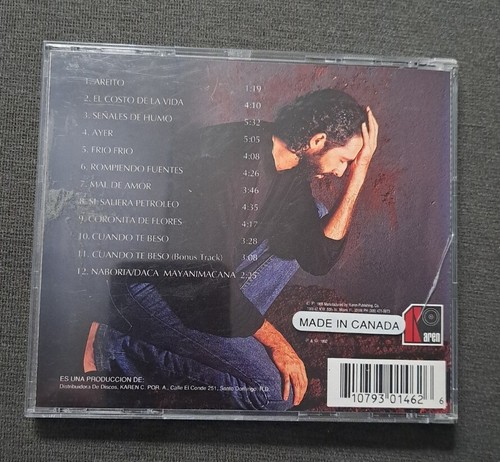 1. AREITO 1:19
2. EL COSTO DE LA VIDA 4:10
3. SEÑALES DE HUMO 5:32
4. AYER 5:05
5. FRIO FRIO 4:08
6. ROMPIENDO FUENTES 4:26
7. MAL DE AMOR 3:46
8. SI SALIERA PETROLEO 4:35
9. CORONITA DE FLORES 4:17
10. CUANDO TE BESO 3:28
11. CUANDO TE BESO (Bonus Track) 3:08
12. NABORIA/DACA MAYANIMACANA 2:25
MADE IN CANADA
Karen
ES UNA PRODUCCION DE:
Distribuidora De Discos, KAREN C. POR. A., Calle El Conde 251, Santo Domingo, R.D.
10793 01462 6